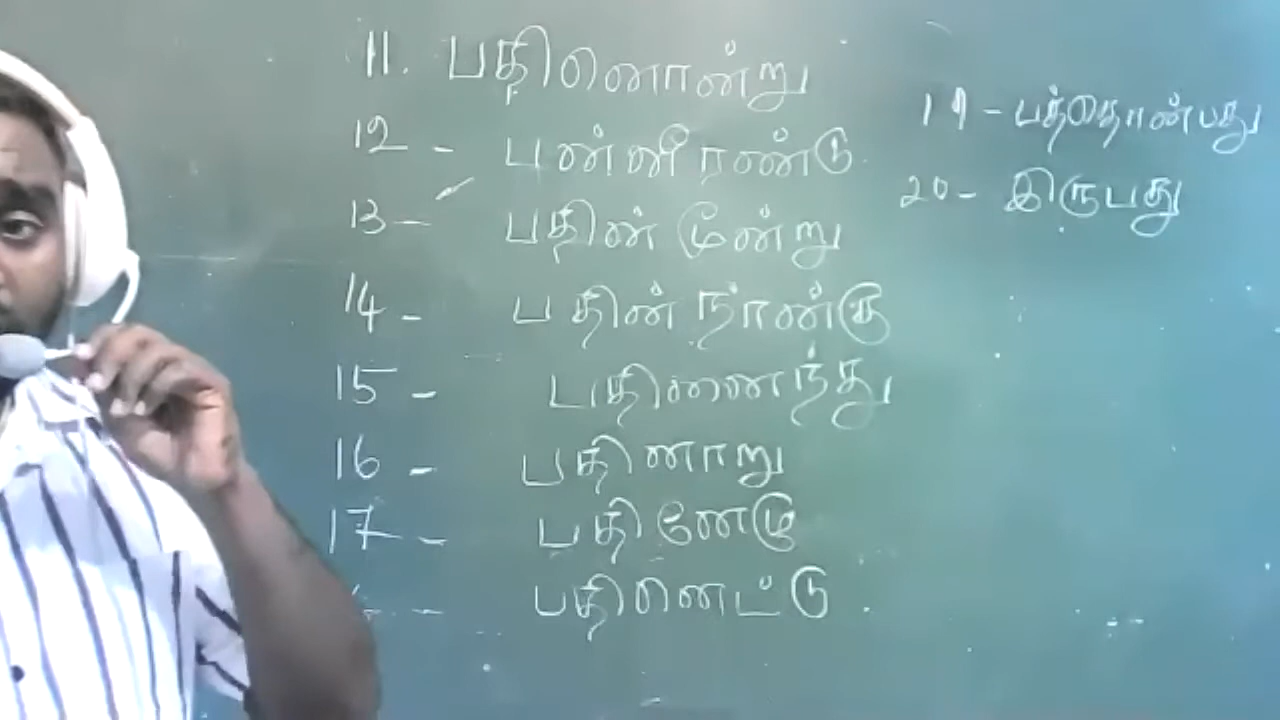 11. பதினொன்று
12 - பன்னீரண்டு
13 - பதின் மூன்று
14 - பதின் நான்கு
15 - பதினைந்து
16 - பதினாறு
17 - பதினேழு
- பதினெட்டு
19 - பத்தொன்பது
20 - இருபது